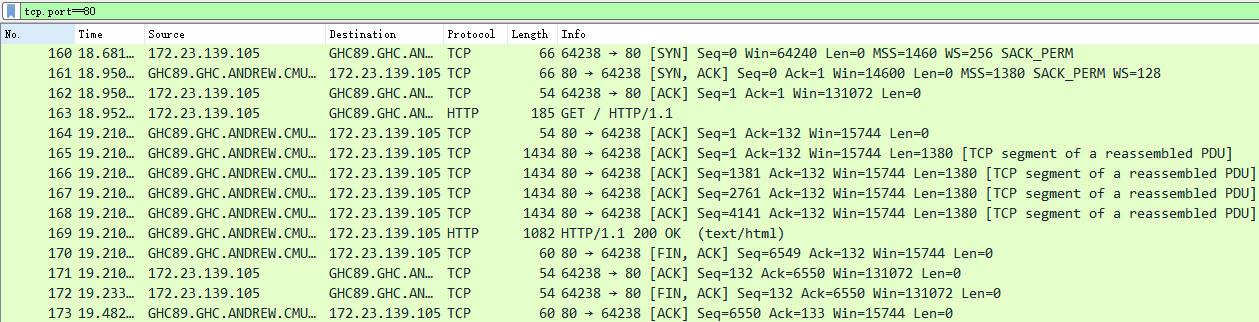 tcp.port==80
No. Time Source Destination Protocol Length Info
160 18.681… 172.23.139.105 GHC89.GHC.AN… TCP 66 64238 → 80 [SYN] Seq=0 Win=64240 Len=0 MSS=1460 WS=256 SACK_PERM
161 18.950… GHC89.GHC.ANDREW.CMU… 172.23.139.105 TCP 66 80 → 64238 [SYN, ACK] Seq=0 Ack=1 Win=14600 Len=0 MSS=1380 SACK_PERM WS=128
162 18.950… 172.23.139.105 GHC89.GHC.AN… TCP 54 64238 → 80 [ACK] Seq=1 Ack=1 Win=131072 Len=0
163 18.952… 172.23.139.105 GHC89.GHC.AN… HTTP 185 GET / HTTP/1.1
164 19.210… GHC89.GHC.ANDREW.CMU… 172.23.139.105 TCP 54 80 → 64238 [ACK] Seq=1 Ack=132 Win=15744 Len=0
165 19.210… GHC89.GHC.ANDREW.CMU… 172.23.139.105 TCP 1434 80 → 64238 [ACK] Seq=1 Ack=132 Win=15744 Len=1380 [TCP segment of a reassembled PDU]
166 19.210… GHC89.GHC.ANDREW.CMU… 172.23.139.105 TCP 1434 80 → 64238 [ACK] Seq=1381 Ack=132 Win=15744 Len=1380 [TCP segment of a reassembled PDU]
167 19.210… GHC89.GHC.ANDREW.CMU… 172.23.139.105 TCP 1434 80 → 64238 [ACK] Seq=2761 Ack=132 Win=15744 Len=1380 [TCP segment of a reassembled PDU]
168 19.210… GHC89.GHC.ANDREW.CMU… 172.23.139.105 TCP 1434 80 → 64238 [ACK] Seq=4141 Ack=132 Win=15744 Len=1380 [TCP segment of a reassembled PDU]
169 19.210… GHC89.GHC.ANDREW.CMU… 172.23.139.105 HTTP 1082 HTTP/1.1 200 OK (text/html)
170 19.210… GHC89.GHC.ANDREW.CMU… 172.23.139.105 TCP 60 80 → 64238 [FIN, ACK] Seq=6549 Ack=132 Win=15744 Len=0
171 19.210… 172.23.139.105 GHC89.GHC.AN… TCP 54 64238 → 80 [ACK] Seq=132 Ack=6550 Win=131072 Len=0
172 19.233… 172.23.139.105 GHC89.GHC.AN… TCP 54 64238 → 80 [FIN, ACK] Seq=132 Ack=6550 Win=131072 Len=0
173 19.482… GHC89.GHC.ANDREW.CMU… 172.23.139.105 TCP 60 80 → 64238 [ACK] Seq=6550 Ack=133 Win=15744 Len=0